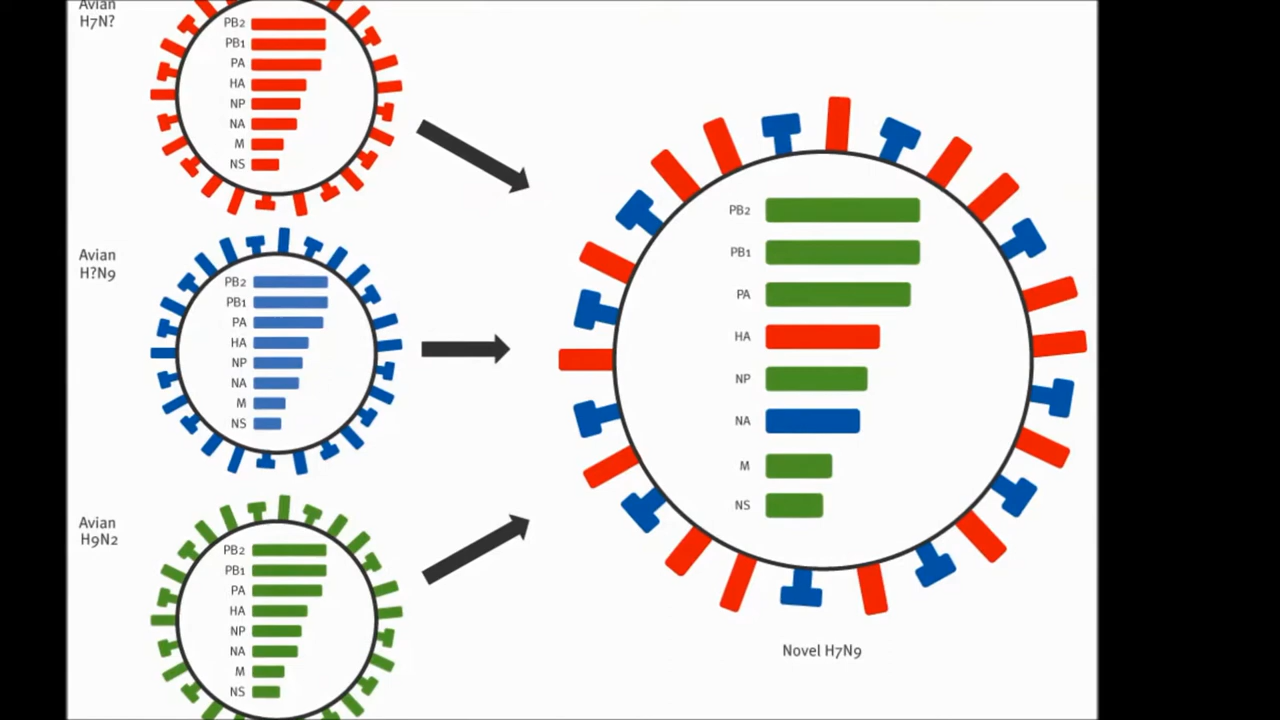 Avian
H7N?
PB2
PB1
PA
HA
NP
NA
M
NS
Avian
H?N9
PB2
PB1
PA
HA
NP
NA
M
NS
Avian
H9N2
PB2
PB1
PA
HA
NP
NA
M
NS
PB2
PB1
PA
HA
NP
NA
M
NS
Novel H7N9